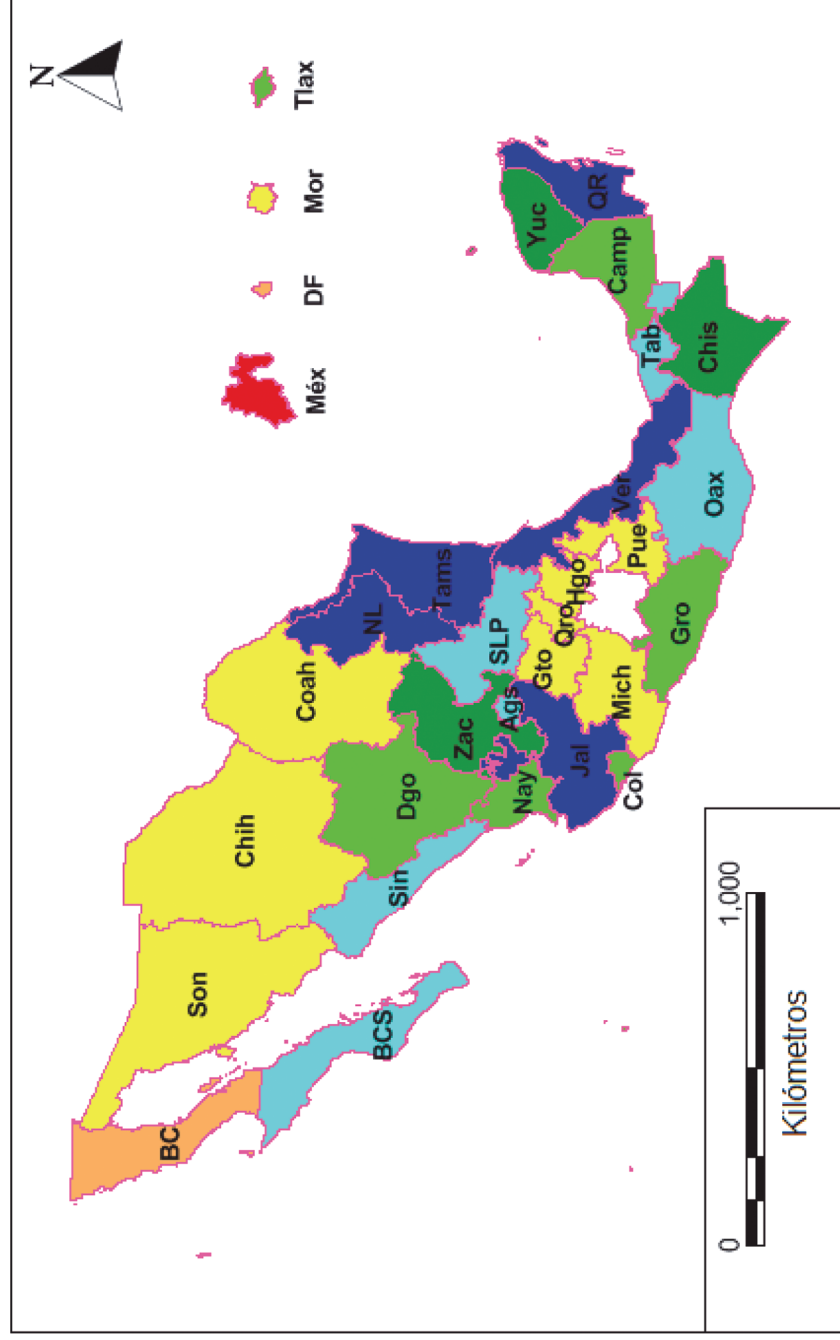 N
BC
Son
Chih
Coah
Méx
DF
Mor
Tlax
BCS
Sin
Dgo
NL
Zac
Tams
SLP
Ags
Nay
Jal
Gto
Qro
Hgo
Col
Mich
Pue
Ver
Gro
Oax
Tab
Chis
Camp
Yuc
QR
0
1,000
Kilómetros